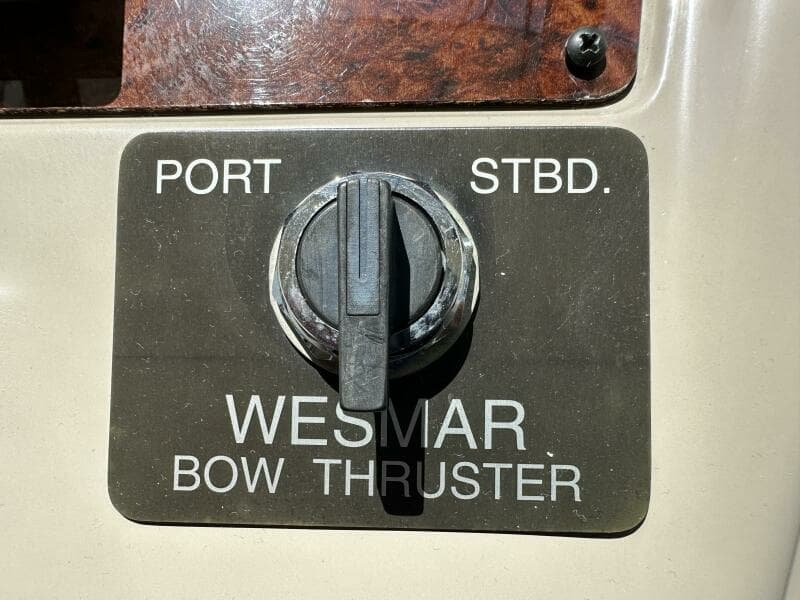 PORT STBD.
WESMAR
BOW THRUSTER